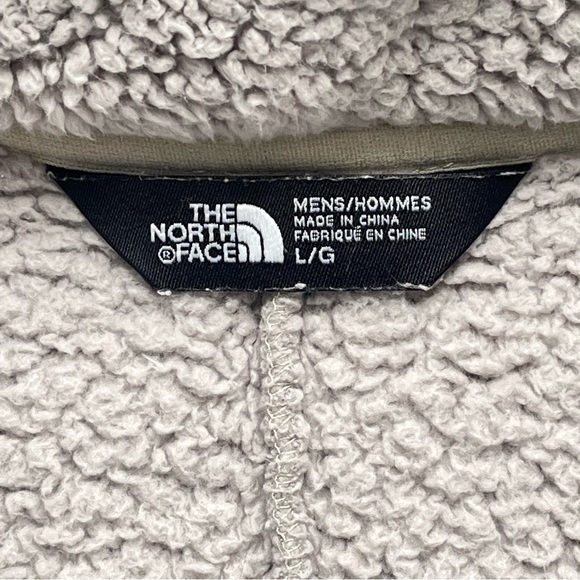 THE
NORTH
®FACE
MENS/HOMMES
MADE IN CHINA
FABRIQUÉ EN CHINE
L/G